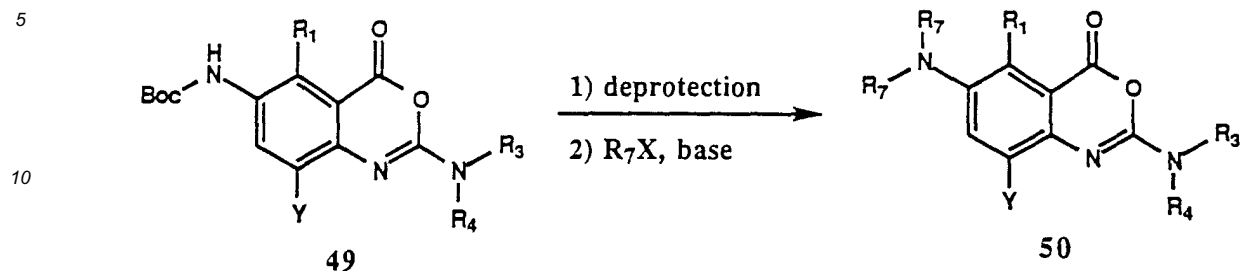 5
10
H
N
Boc
R₁
O
O
N
N
R₃
R₄
Y
49
1) deprotection
2) R₇X, base
R₇
N
R₇
R₁
O
O
N
N
R₃
R₄
Y
50